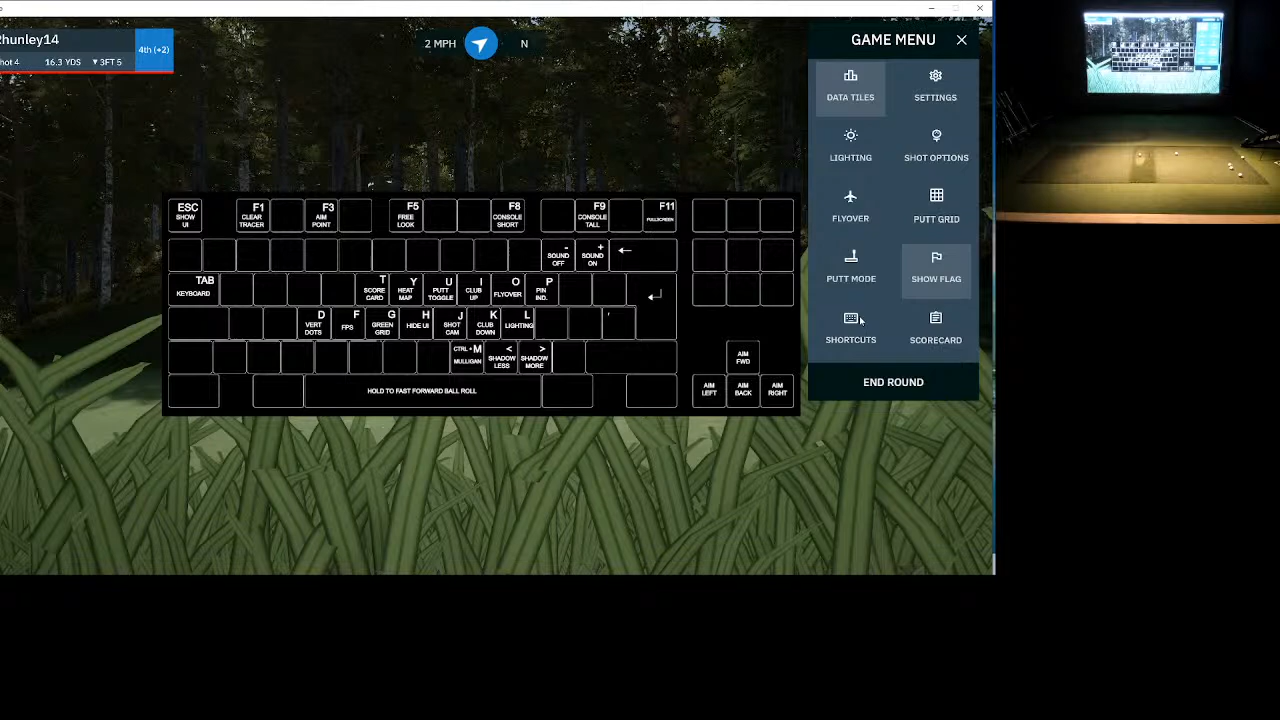 hunley14
4th (+2)
hot 4
16.3 YDS
▼3FT 5
2 MPH
N
GAME MENU
DATA TILES
SETTINGS
LIGHTING
SHOT OPTIONS
FLYOVER
PUTT GRID
PUTT MODE
SHOW FLAG
SHORTCUTS
SCORECARD
END ROUND
ESC
SHOW
UI
F1
CLEAR
TRACER
F3
AIM
POINT
F5
FREE
LOOK
F8
CONSOLE
SHORT
F9
CONSOLE
TALL
F11
FULLSCREEN
-
SOUND
OFF
+
SOUND
ON
TAB
KEYBOARD
T
SCORE
CARD
Y
HEAT
MAP
U
PUTT
TOGGLE
I
CLUB
UP
O
FLYOVER
P
PIN
IND.
D
VERT
DOTS
F
FPS
G
GREEN
GRID
H
HIDE UI
J
SHOT
CAM
K
CLUB
DOWN
L
LIGHTING
'
CTRL + M
MULLIGAN
<
SHADOW
LESS
>
SHADOW
MORE
AIM
FWD
HOLD TO FAST FORWARD BALL ROLL
AIM
LEFT
AIM
BACK
AIM
RIGHT